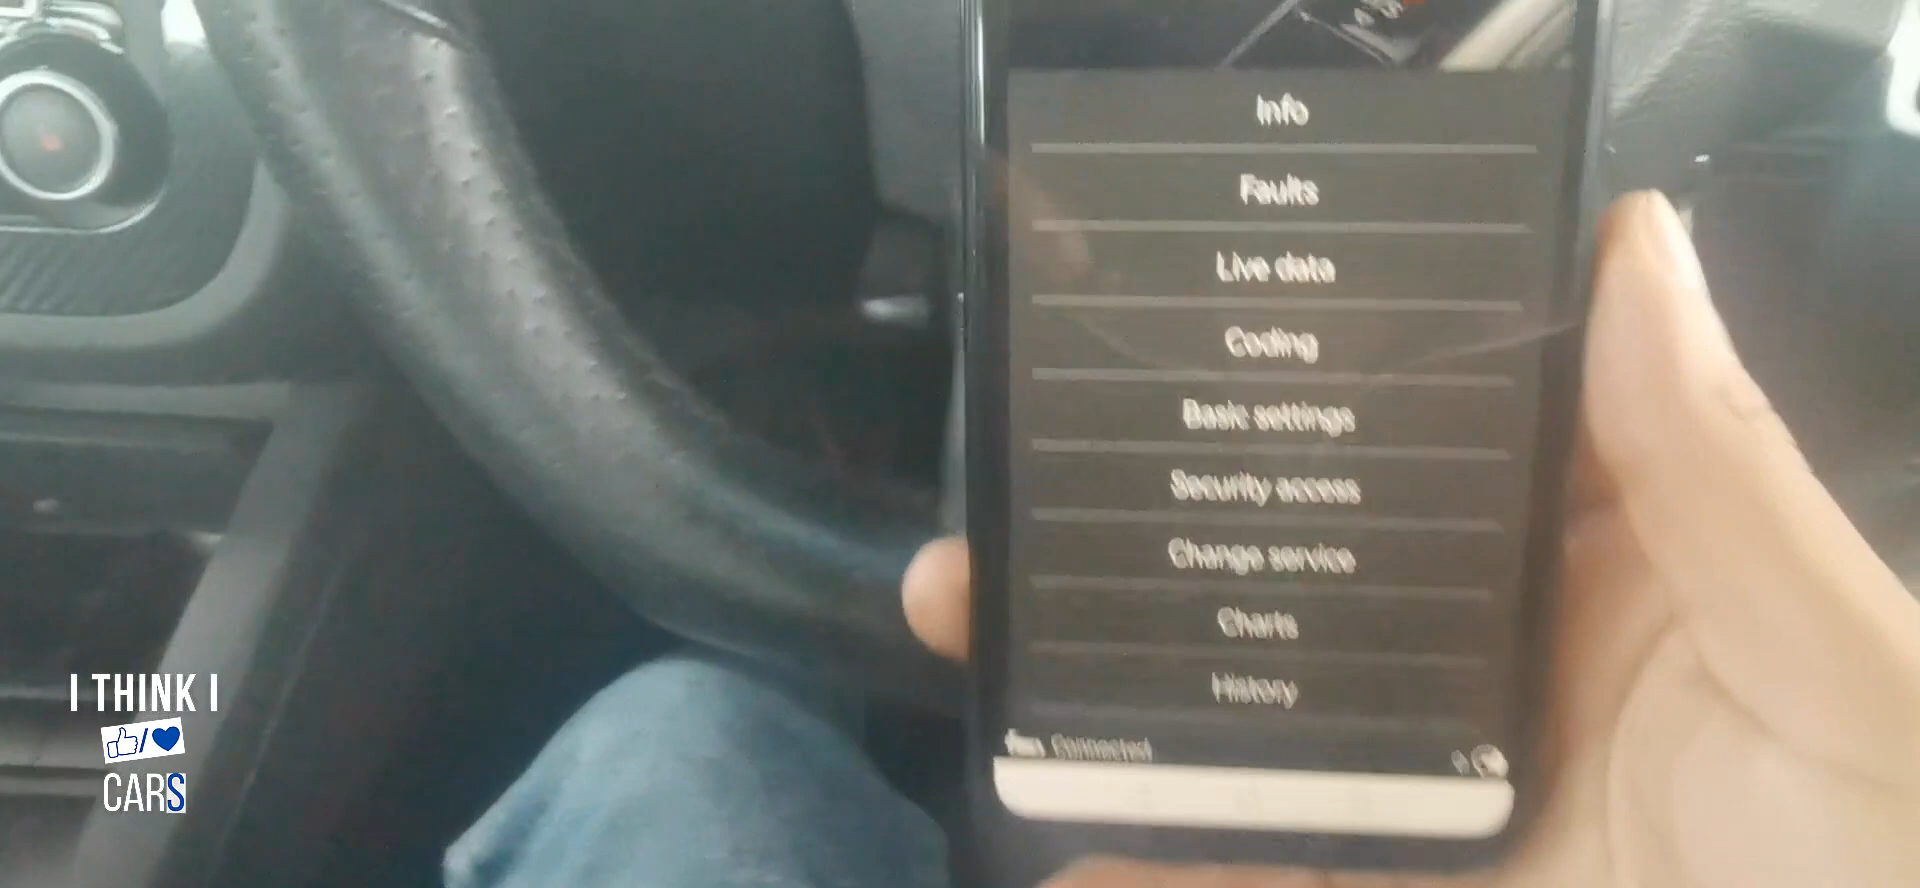 Info
Faults
Live data
Coding
Basic settings
Security access
Change service
Charts
History
Connected
I THINK I
/
CARS